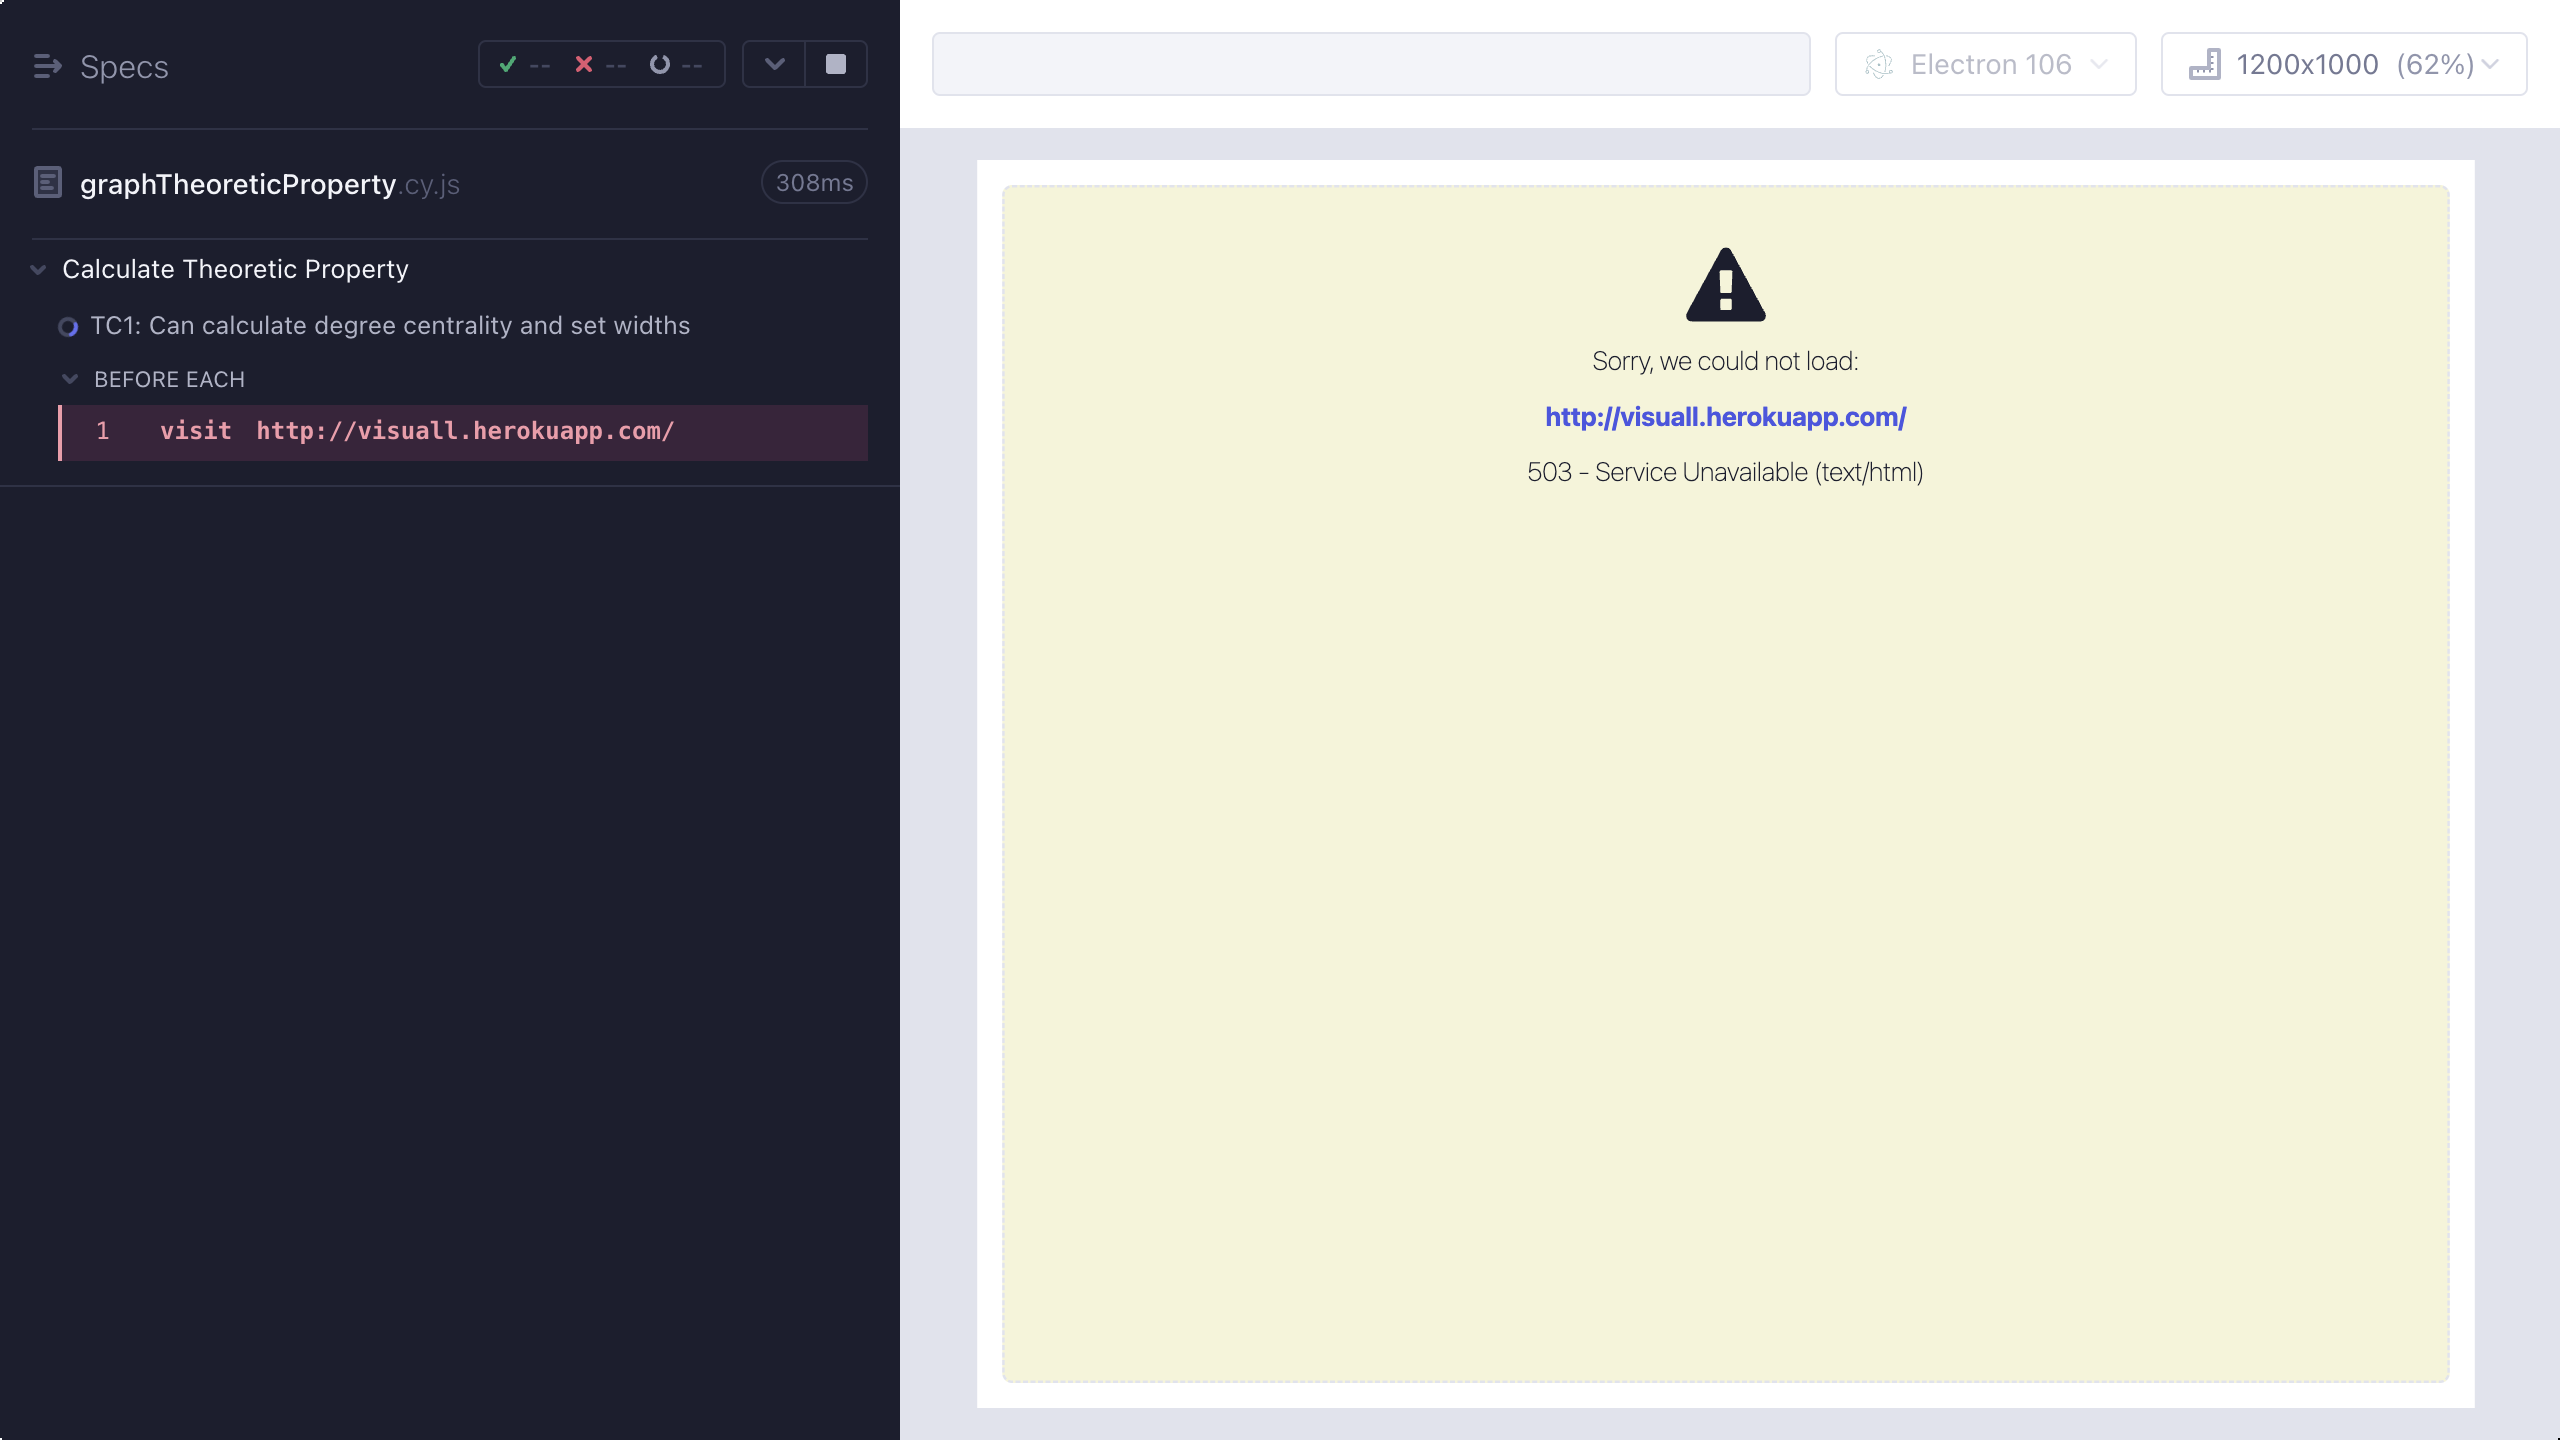 Specs
-- -- --
graphTheoreticProperty.cy.js
308ms
Calculate Theoretic Property
TC1: Can calculate degree centrality and set widths
BEFORE EACH
1 visit http://visuall.herokuapp.com/
Electron 106
1200x1000 (62%)
Sorry, we could not load:
http://visuall.herokuapp.com/
503 - Service Unavailable (text/html)